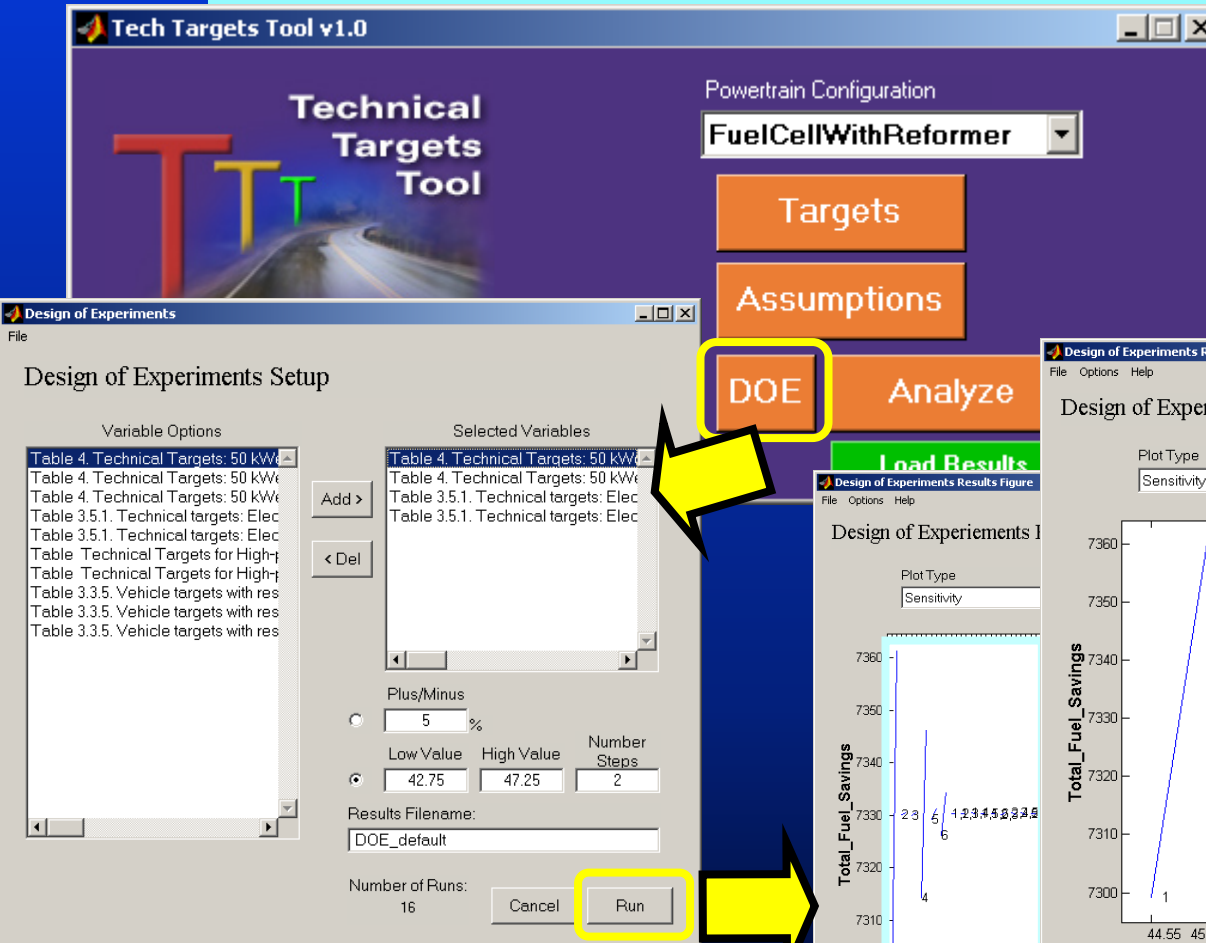 Tech Targets Tool v1.0
Technical
Targets
Tool
T T T
Powertrain Configuration
FuelCellWithReformer
Targets
Assumptions
DOE
Analyze
Load Results
Design of Experiments
File
Design of Experiments Setup
Variable Options
Table 4. Technical Targets: 50 kWe
Table 4. Technical Targets: 50 kWe
Table 4. Technical Targets: 50 kWe
Table 3.5.1. Technical targets: Elec
Table 3.5.1. Technical targets: Elec
Table Technical Targets for High-p
Table Technical Targets for High-p
Table 3.3.5. Vehicle targets with res
Table 3.3.5. Vehicle targets with res
Table 3.3.5. Vehicle targets with res
Add >
< Del
Selected Variables
Table 4. Technical Targets: 50 kWe
Table 4. Technical Targets: 50 kWe
Table 3.5.1. Technical targets: Elec
Table 3.5.1. Technical targets: Elec
Plus/Minus
5 %
Low Value High Value Number Steps
42.75 47.25 2
Results Filename:
DOE_default
Number of Runs:
16
Cancel
Run
Design of Experiments Results Figure
File Options Help
Design of Experiements
Plot Type
Sensitivity
Total_Fuel_Savings
7360
7350
7340
7330
7320
7310
2 3
4
5
6
Design of Experiments R
File Options Help
Design of Exper
Plot Type
Sensitivity
Total_Fuel_Savings
7360
7350
7340
7330
7320
7310
7300
1
44.55 45